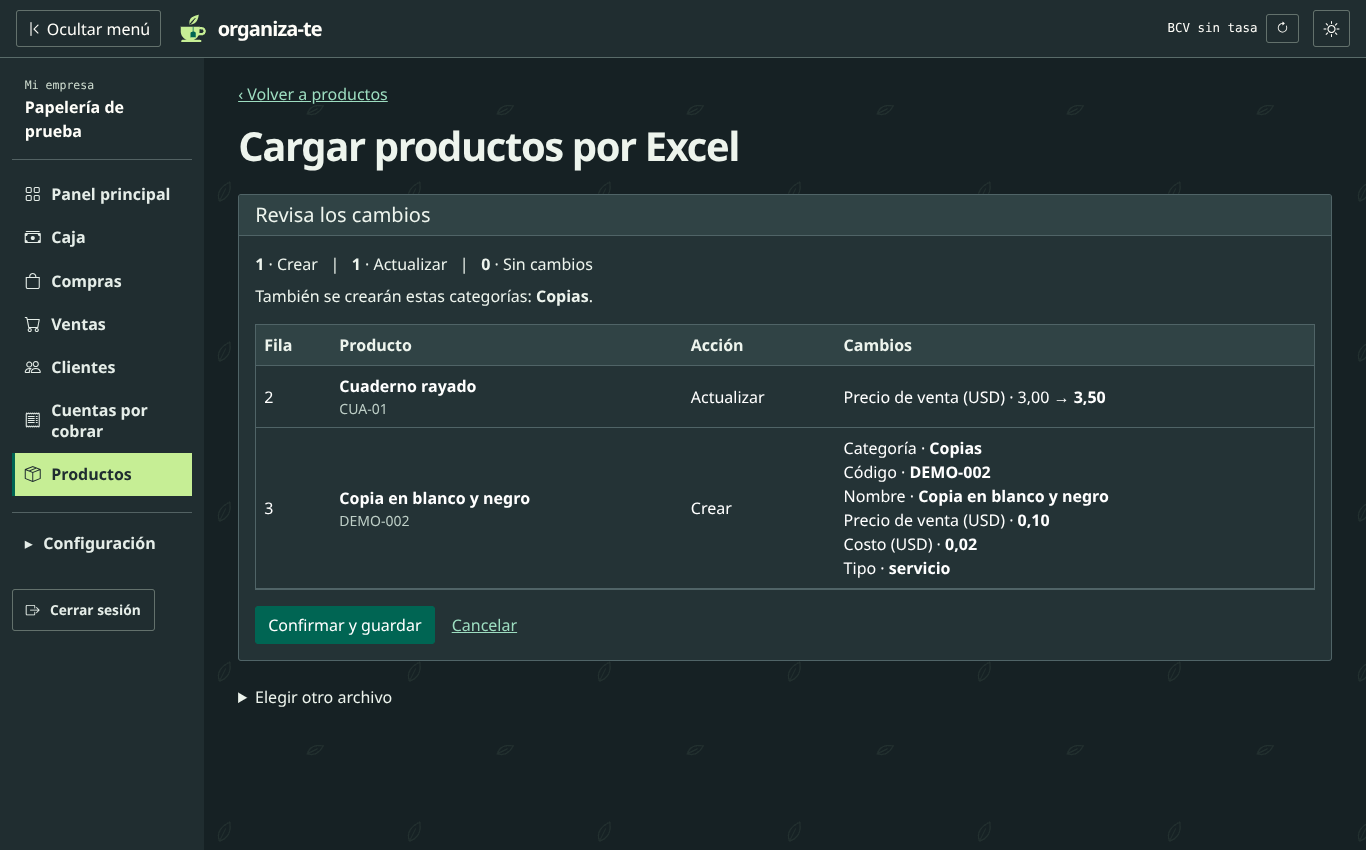 Ocultar menú
organiza-te
BCV sin tasa
Mi empresa
Papelería de
prueba
Panel principal
Caja
Compras
Ventas
Clientes
Cuentas por
cobrar
Productos
Configuración
Cerrar sesión
‹ Volver a productos
Cargar productos por Excel
Revisa los cambios
1 · Crear | 1 · Actualizar | 0 · Sin cambios
También se crearán estas categorías: Copias.
Fila Producto Acción Cambios
2 Cuaderno rayado CUA-01 Actualizar Precio de venta (USD) · 3,00 → 3,50
3 Copia en blanco y negro DEMO-002 Crear
Categoría · Copias
Código · DEMO-002
Nombre · Copia en blanco y negro
Precio de venta (USD) · 0,10
Costo (USD) · 0,02
Tipo · servicio
Confirmar y guardar Cancelar
Elegir otro archivo